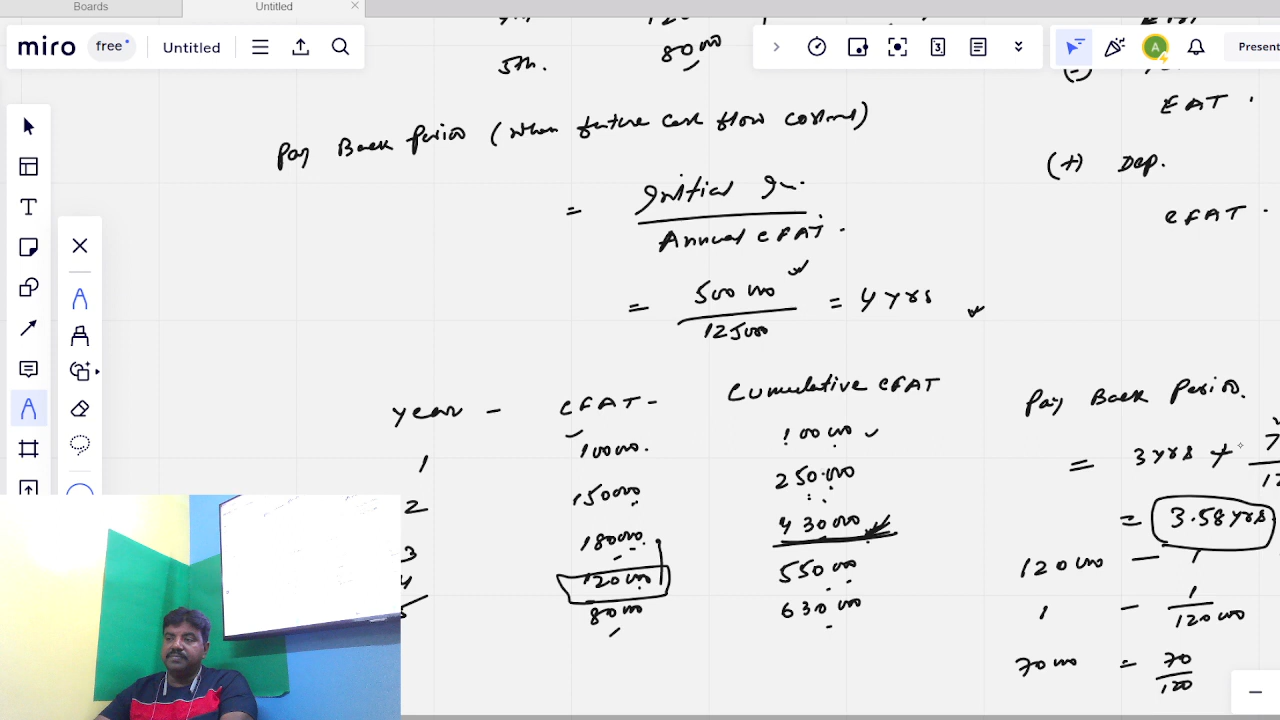 Boards
Untitled
miro free Untitled
3
A
Present
5th. 80000
EAT.
Pay Back Period (When future cash flow constant)
(+) Dep.
CFAT.
= Initial In.
Annual CFAT.
= 500000 = 4 yrs
125000
Year - CFAT - Cumulative CFAT
1 100000. 100000
2 150000 250000
3 180000. 430000
4 120000 550000
5 80000 630000
Pay Back Period.
= 3 yrs +
= 3.58 yrs.
120000 - 1
1 - 1
120000
70000 = 70
120